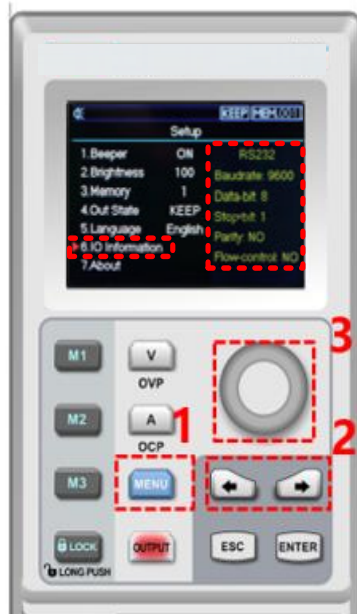 KEEP MEM:001
Setup
1.Beeper ON
2.Brightness 100
3.Memory 1
4.Out State KEEP
5.Language English
6.IO Information
7.About
RS232
Baudrate: 9600
Data-bit: 8
Stop-bit: 1
Parity: NO
Flow-control: NO
3
M1
V
OVP
M2
A
1
OCP
2
M3
MENU
LOCK
OUTPUT
ESC
ENTER
LONG PUSH